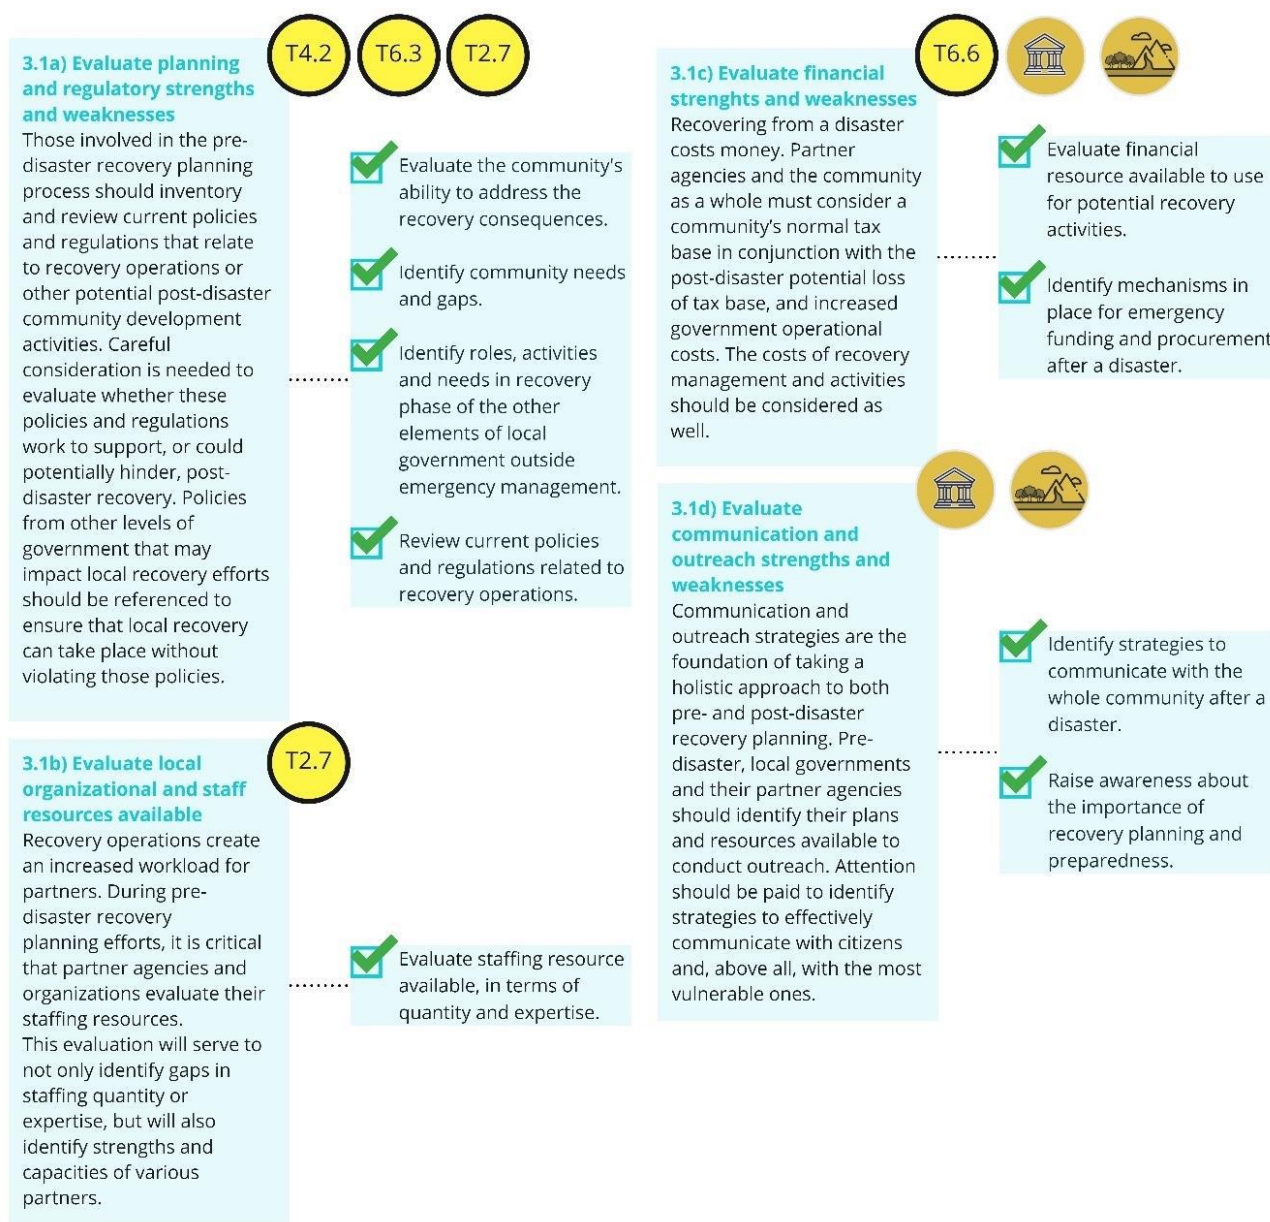 T4.2
T6.3
T2.7
3.1a) Evaluate planning
and regulatory strengths
and weaknesses
Those involved in the pre-
disaster recovery planning
process should inventory
and review current policies
and regulations that relate
to recovery operations or
other potential post-disaster
community development
activities. Careful
consideration is needed to
evaluate whether these
policies and regulations
work to support, or could
potentially hinder, post-
disaster recovery. Policies
from other levels of
government that may
impact local recovery efforts
should be referenced to
ensure that local recovery
can take place without
violating those policies.
Evaluate the community's
ability to address the
recovery consequences.
Identify community needs
and gaps.
Identify roles, activities
and needs in recovery
phase of the other
elements of local
government outside
emergency management.
Review current policies
and regulations related to
recovery operations.
T2.7
3.1b) Evaluate local
organizational and staff
resources available
Recovery operations create
an increased workload for
partners. During pre-
disaster recovery
planning efforts, it is critical
that partner agencies and
organizations evaluate their
staffing resources.
This evaluation will serve to
not only identify gaps in
staffing quantity or
expertise, but will also
identify strengths and
capacities of various
partners.
Evaluate staffing resource
available, in terms of
quantity and expertise.
T6.6
3.1c) Evaluate financial
strenghts and weaknesses
Recovering from a disaster
costs money. Partner
agencies and the community
as a whole must consider a
community's normal tax
base in conjunction with the
post-disaster potential loss
of tax base, and increased
government operational
costs. The costs of recovery
management and activities
should be considered as
well.
Evaluate financial
resource available to use
for potential recovery
activities.
Identify mechanisms in
place for emergency
funding and procurement
after a disaster.
3.1d) Evaluate
communication and
outreach strengths and
weaknesses
Communication and
outreach strategies are the
foundation of taking a
holistic approach to both
pre- and post-disaster
recovery planning. Pre-
disaster, local governments
and their partner agencies
should identify their plans
and resources available to
conduct outreach. Attention
should be paid to identify
strategies to effectively
communicate with citizens
and, above all, with the most
vulnerable ones.
Identify strategies to
communicate with the
whole community after a
disaster.
Raise awareness about
the importance of
recovery planning and
preparedness.